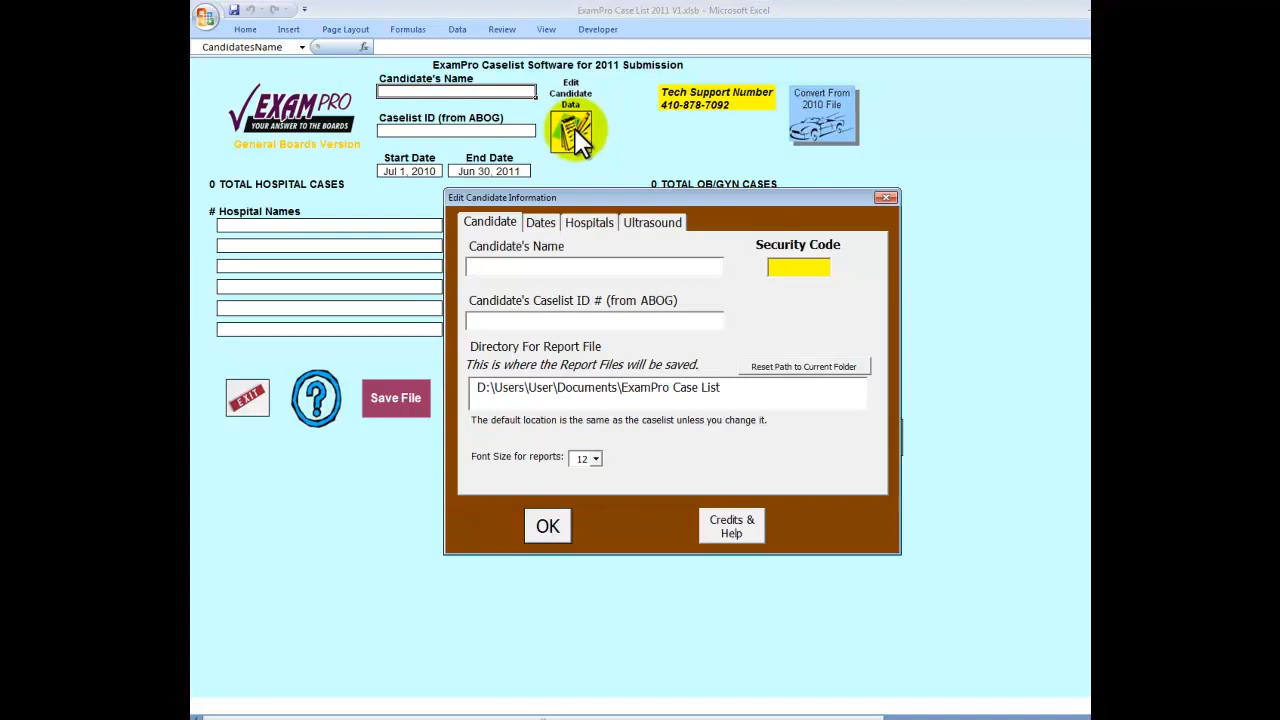 ExamPro Case List 2011 V1.xlsb - Microsoft Excel
Home Insert Page Layout Formulas Data Review View Developer
CandidatesName fx
ExamPro Caselist Software for 2011 Submission
Candidate's Name
Edit
Candidate
Data
EXAMPRO
YOUR ANSWER TO THE BOARDS
General Boards Version
Caselist ID (from ABOG)
Tech Support Number
410-878-7092
Convert From
2010 File
Start Date End Date
Jul 1, 2010 Jun 30, 2011
0 TOTAL HOSPITAL CASES
0 TOTAL OB/GYN CASES
# Hospital Names
EXIT
?
Save File
Edit Candidate Information
Candidate Dates Hospitals Ultrasound
Candidate's Name
Security Code
Candidate's Caselist ID # (from ABOG)
Directory For Report File
This is where the Report Files will be saved.
Reset Path to Current Folder
D:\Users\User\Documents\ExamPro Case List
The default location is the same as the caselist unless you change it.
Font Size for reports: 12
OK
Credits &
Help